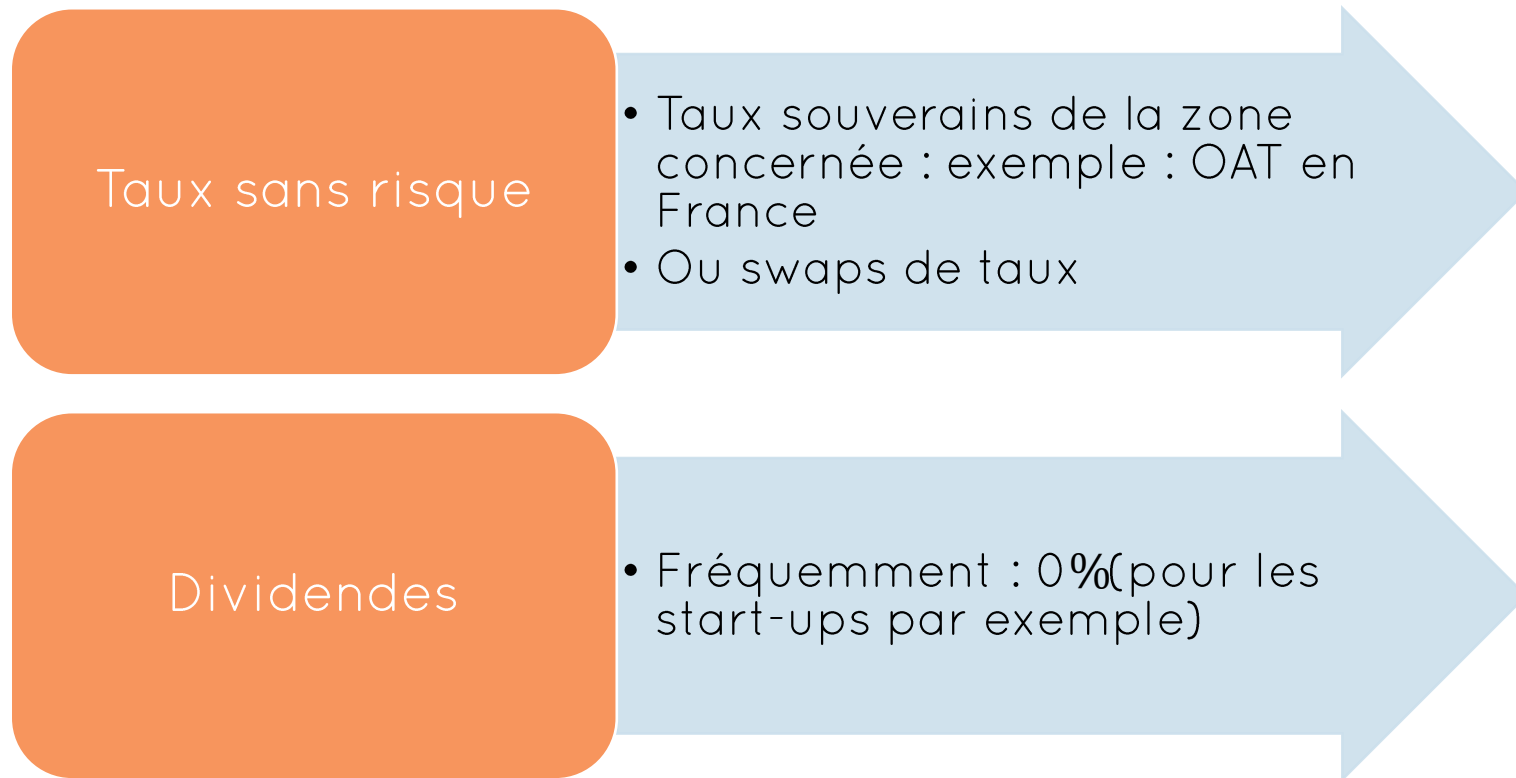 Taux sans risque
• Taux souverains de la zone
concernée : exemple : OAT en
France
• Ou swaps de taux
Dividendes
• Fréquemment : 0%(pour les
start-ups par exemple)